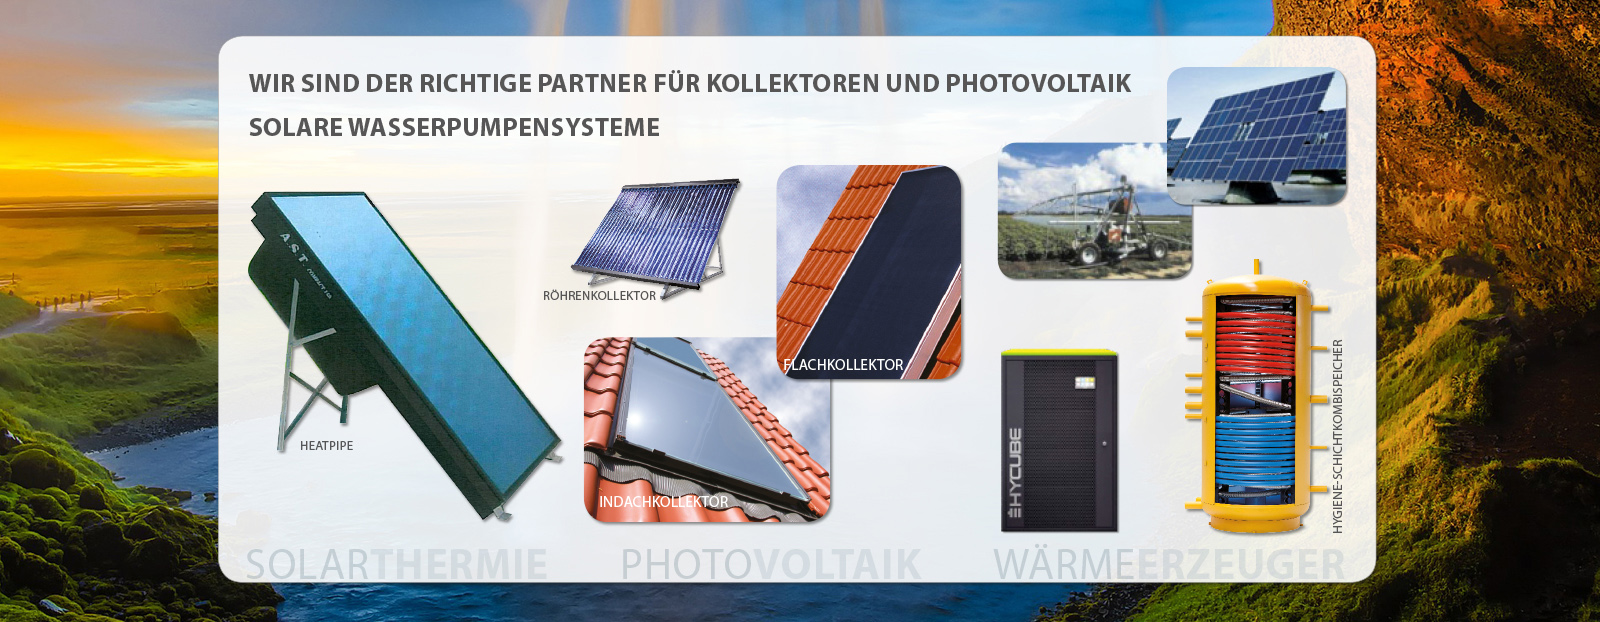 WIR SIND DER RICHTIGE PARTNER FÜR KOLLEKTOREN UND PHOTOVOLTAIK
SOLARE WASSERPUMPENSYSTEME
A.S.T.
HEATPIPE
RÖHRENKOLLEKTOR
FLACHKOLLEKTOR
INDACHKOLLEKTOR
HYCUBE
HYGIENE-SCHICHTKOMBISPEICHER
SOLARTHERMIE
PHOTOVOLTAIK
WÄRMEERZEUGER